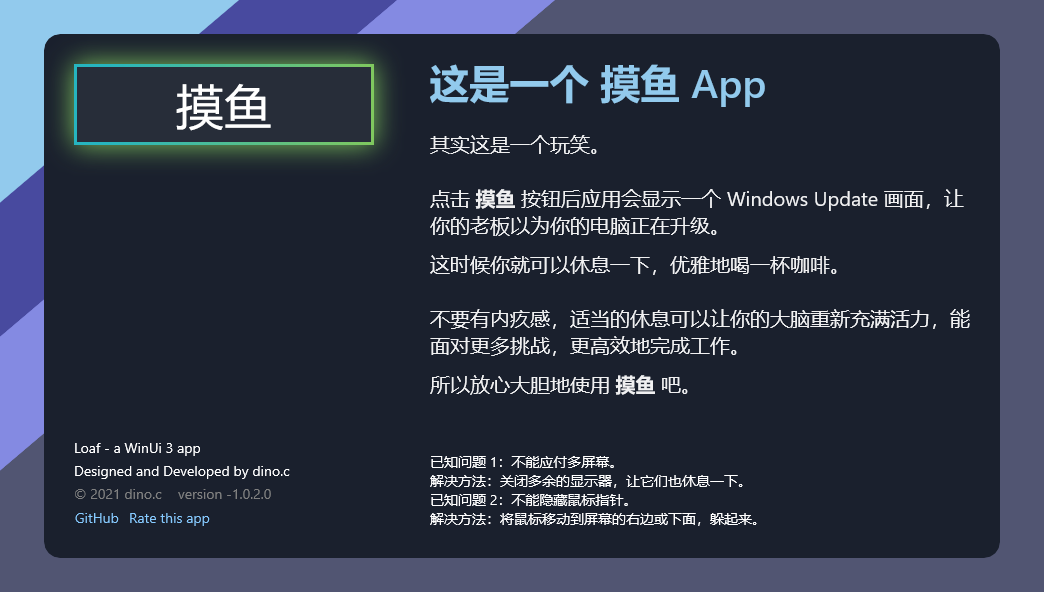 摸鱼
这是一个 摸鱼 App
其实这是一个玩笑。
点击 摸鱼 按钮后应用会显示一个 Windows Update 画面，让
你的老板以为你的电脑正在升级。
这时候你就可以休息一下，优雅地喝一杯咖啡。
不要有内疚感，适当的休息可以让你的大脑重新充满活力，能
面对更多挑战，更高效地完成工作。
所以放心大胆地使用 摸鱼 吧。
Loaf - a WinUi 3 app
Designed and Developed by dino.c
© 2021 dino.c version -1.0.2.0
GitHub Rate this app
已知问题 1：不能应付多屏幕。
解决方法：关闭多余的显示器，让它们也休息一下。
已知问题 2：不能隐藏鼠标指针。
解决方法：将鼠标移动到屏幕的右边或下面，躲起来。